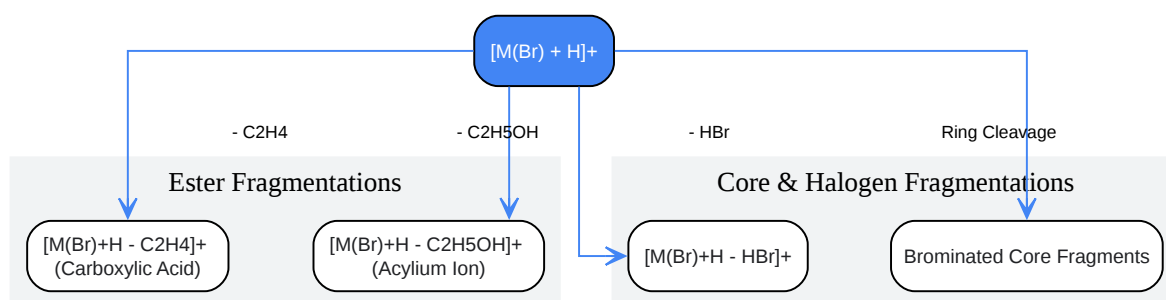 [M(Br) + H]+
- C2H4
- C2H5OH
- HBr
Ring Cleavage
Ester Fragmentations
Core & Halogen Fragmentations
[M(Br)+H - C2H4]+
(Carboxylic Acid)
[M(Br)+H - C2H5OH]+
(Acylium Ion)
[M(Br)+H - HBr]+
Brominated Core Fragments